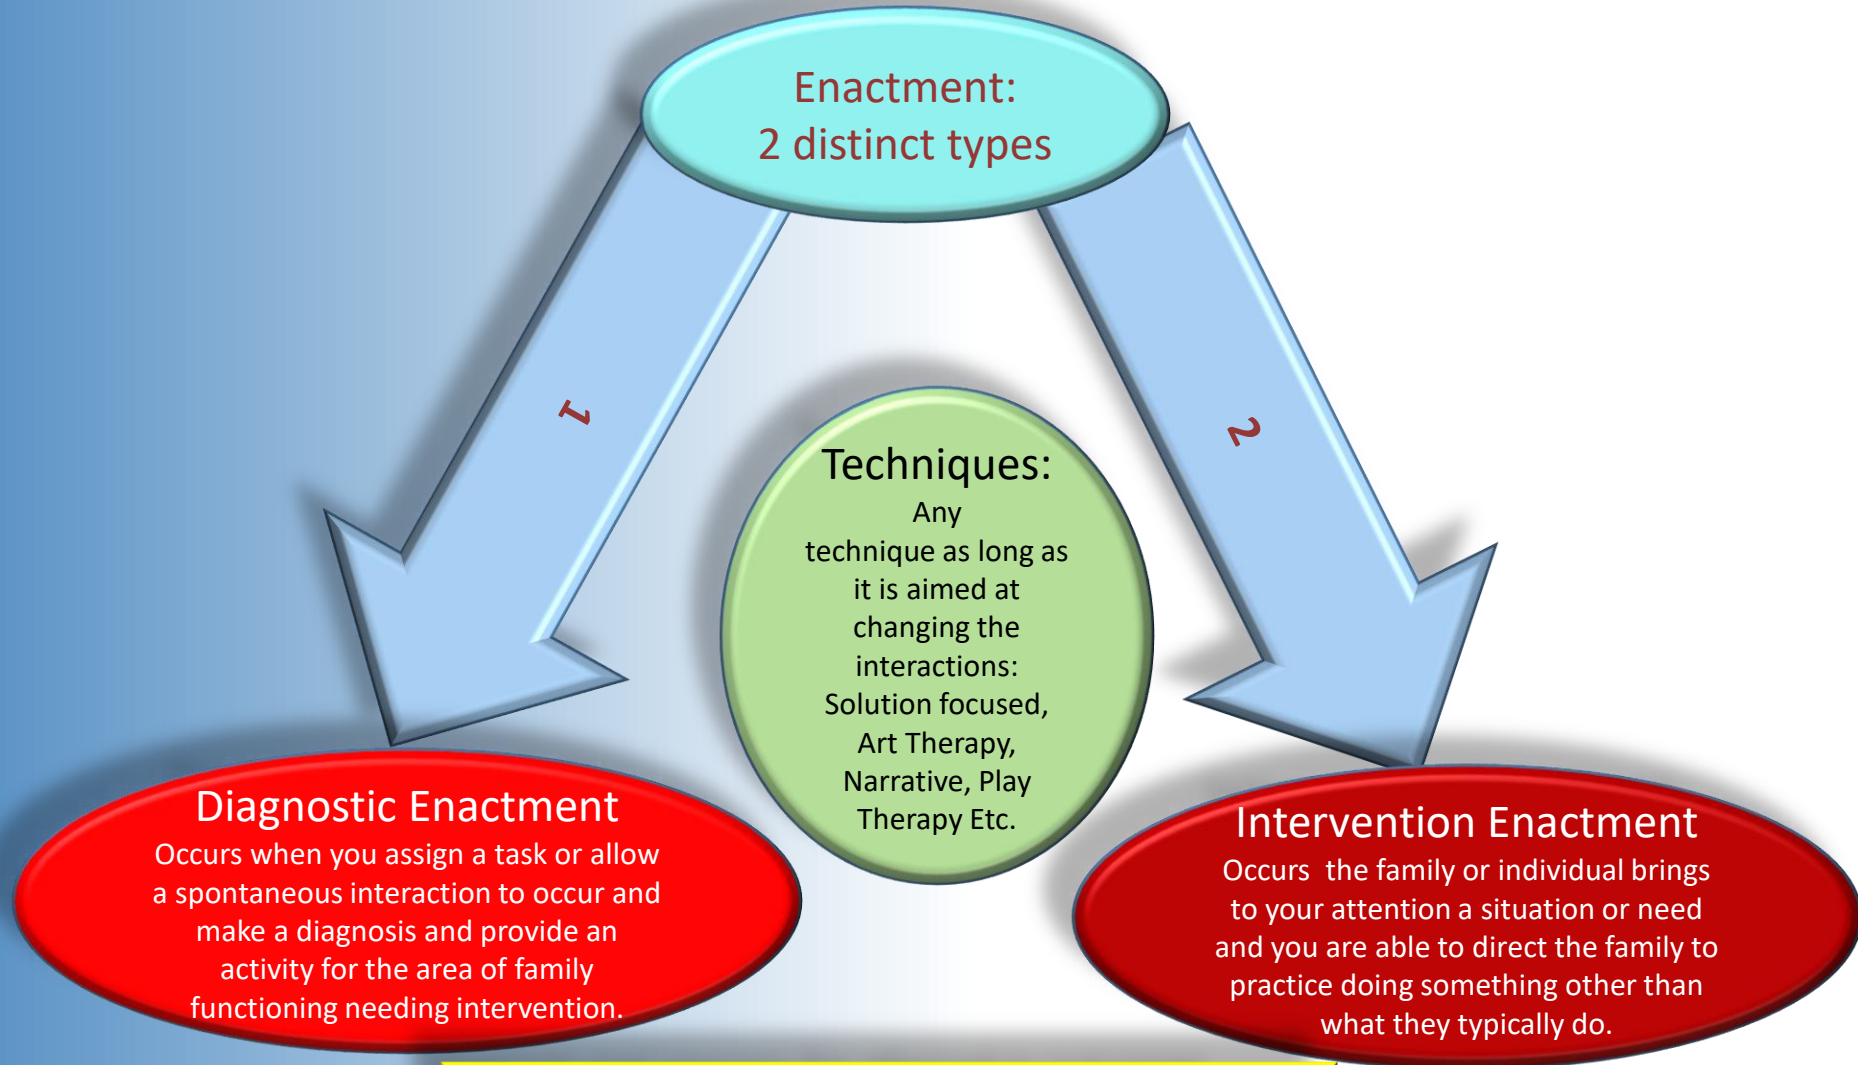 Enactment:
2 distinct types
1
2
Techniques:
Any
technique as long as
it is aimed at
changing the
interactions:
Solution focused,
Art Therapy,
Narrative, Play
Therapy Etc.
Diagnostic Enactment
Occurs when you assign a task or allow
a spontaneous interaction to occur and
make a diagnosis and provide an
activity for the area of family
functioning needing intervention.
Intervention Enactment
Occurs  the family or individual brings
to your attention a situation or need
and you are able to direct the family to
practice doing something other than
what they typically do.